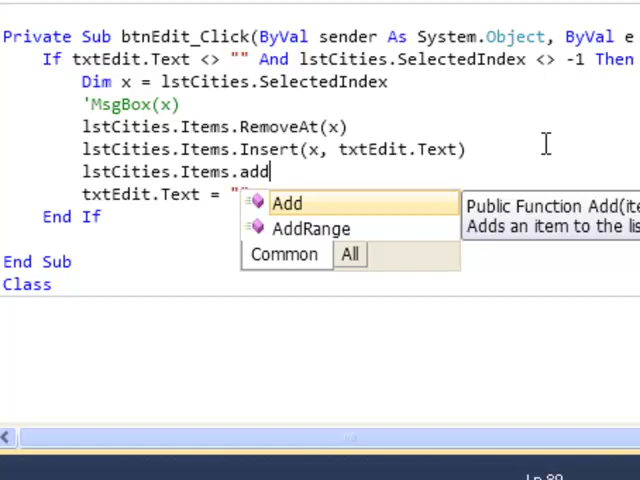 Private Sub btnEdit_Click(ByVal sender As System.Object, ByVal e
If txtEdit.Text <> "" And lstCities.SelectedIndex <> -1 Then
Dim x = lstCities.SelectedIndex
'MsgBox(x)
lstCities.Items.RemoveAt(x)
lstCities.Items.Insert(x, txtEdit.Text)
lstCities.Items.add
txtEdit.Text = "
Add
Public Function Add(ite
AddRange
Adds an item to the lis
End If
Common All
End Sub
Class
Ln 89